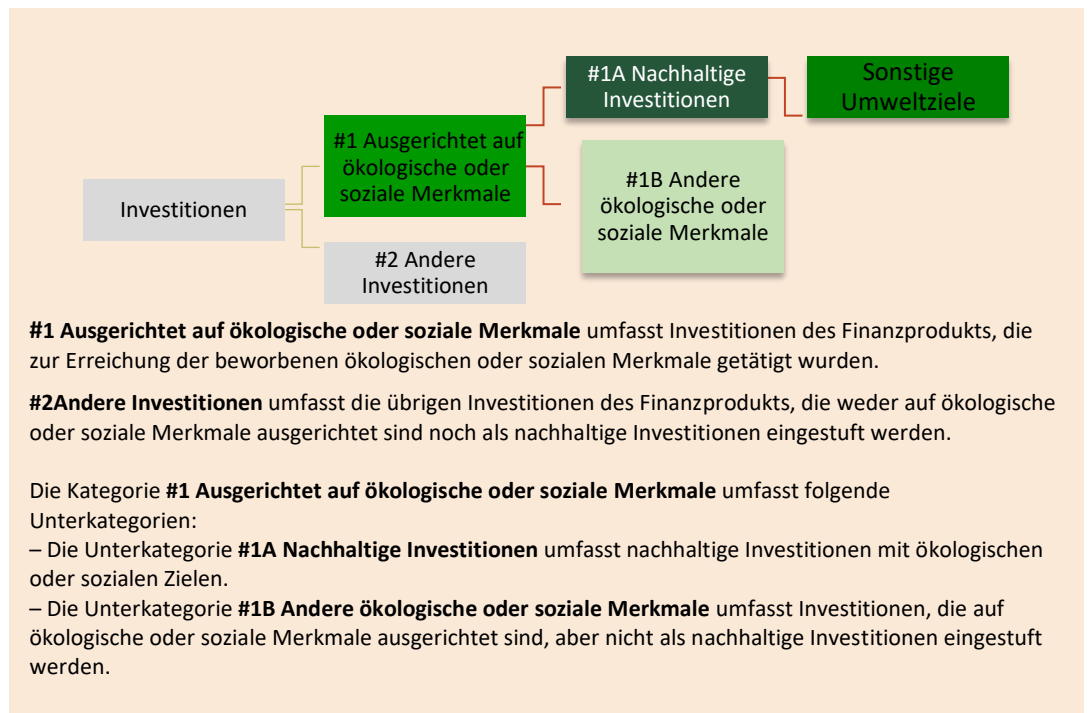 #1A Nachhaltige
Investitionen
Sonstige
Umweltziele
#1 Ausgerichtet auf
ökologische oder
soziale Merkmale
#1B Andere
ökologische oder
soziale Merkmale
Investitionen
#2 Andere
Investitionen
#1 Ausgerichtet auf ökologische oder soziale Merkmale umfasst Investitionen des Finanzprodukts, die
zur Erreichung der beworbenen ökologischen oder sozialen Merkmale getätigt wurden.
#2Andere Investitionen umfasst die übrigen Investitionen des Finanzprodukts, die weder auf ökologische
oder soziale Merkmale ausgerichtet sind noch als nachhaltige Investitionen eingestuft werden.
Die Kategorie #1 Ausgerichtet auf ökologische oder soziale Merkmale umfasst folgende
Unterkategorien:
– Die Unterkategorie #1A Nachhaltige Investitionen umfasst nachhaltige Investitionen mit ökologischen
oder sozialen Zielen.
– Die Unterkategorie #1B Andere ökologische oder soziale Merkmale umfasst Investitionen, die auf
ökologische oder soziale Merkmale ausgerichtet sind, aber nicht als nachhaltige Investitionen eingestuft
werden.